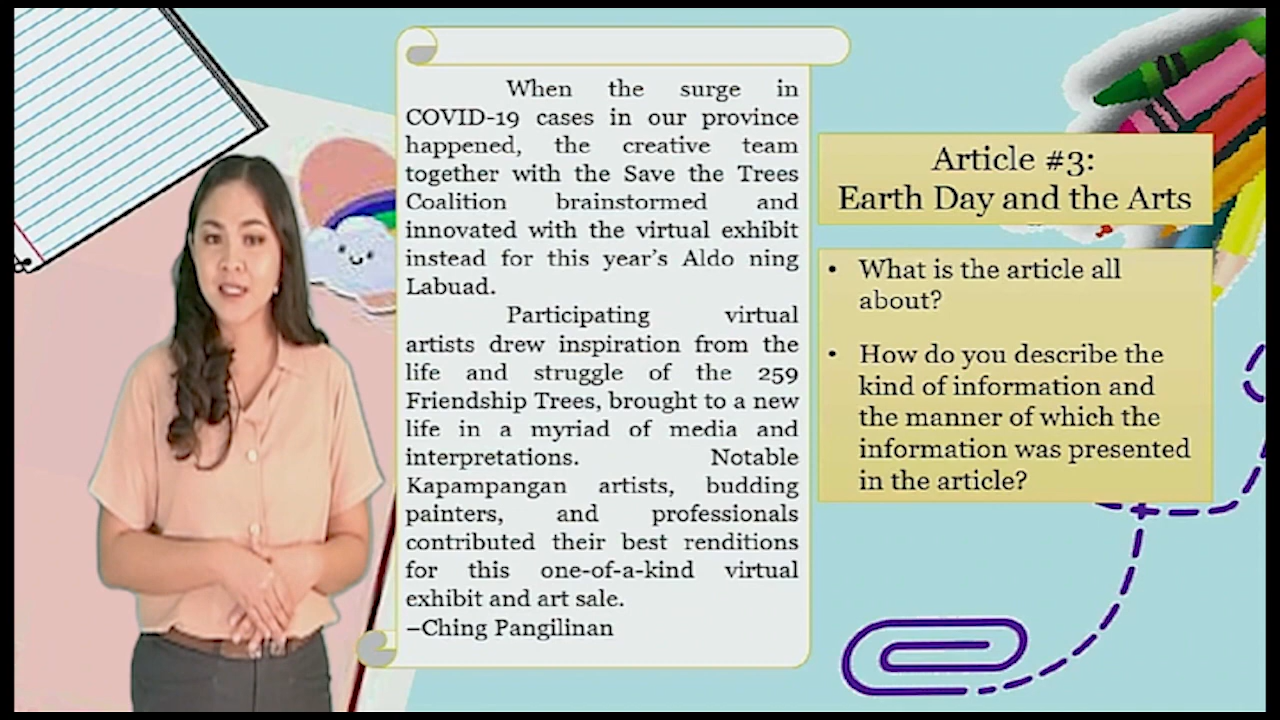 When the surge in
COVID-19 cases in our province
happened, the creative team
together with the Save the Trees
Coalition brainstormed and
innovated with the virtual exhibit
instead for this year's Aldo ning
Labuad.
Participating virtual
artists drew inspiration from the
life and struggle of the 259
Friendship Trees, brought to a new
life in a myriad of media and
interpretations. Notable
Kapampangan artists, budding
painters, and professionals
contributed their best renditions
for this one-of-a-kind virtual
exhibit and art sale.
–Ching Pangilinan
Article #3:
Earth Day and the Arts
• What is the article all
about?
• How do you describe the
kind of information and
the manner of which the
information was presented
in the article?